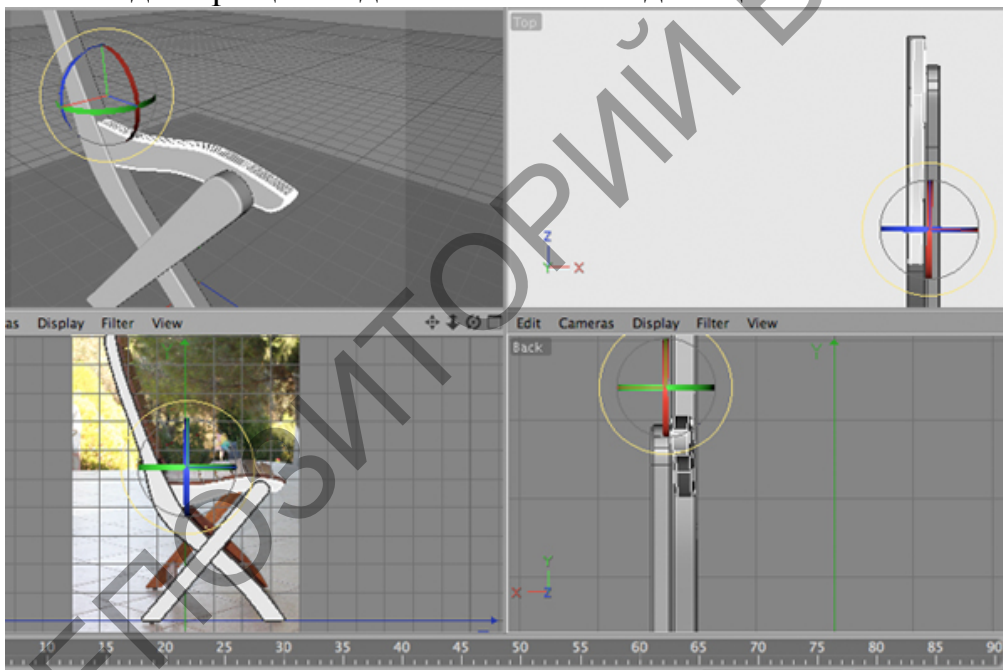 Top
Z
Y X
as Display Filter View
Edit Cameras Display Filter View
Back
Y
Y
X Z
10 15 20 25 30 35 40 45 50 55 60 65 70 75 80 85 90
ЕПОЗИТОРИЙ